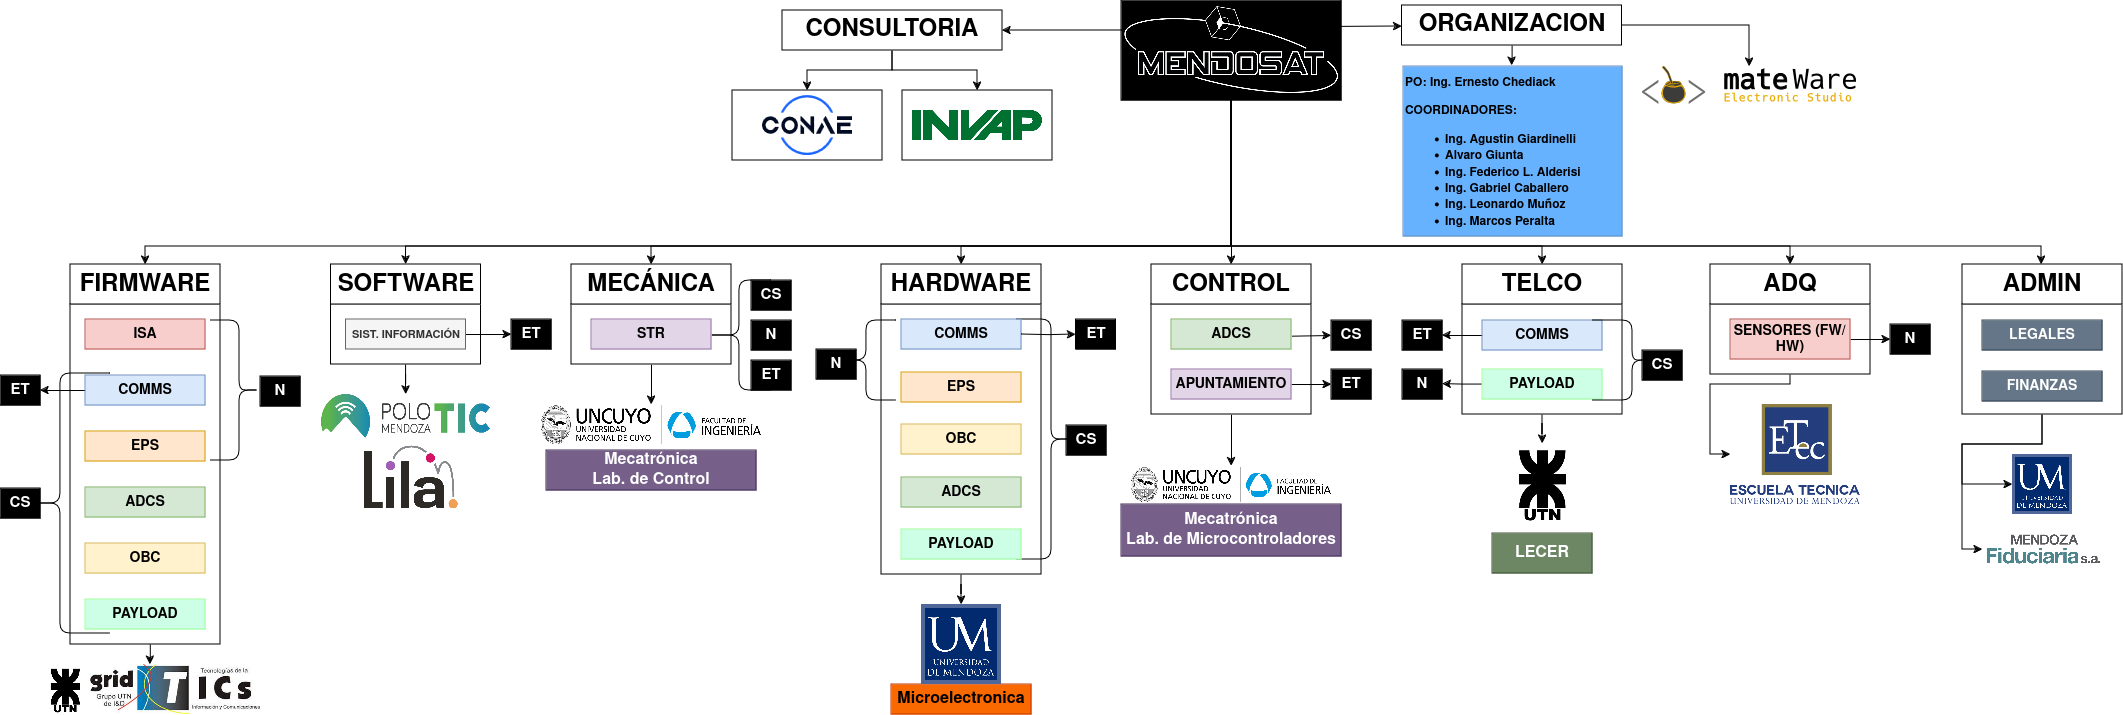 CONSULTORIA
MENDOSAT
ORGANIZACION
CONAE
INVAP
PO: Ing. Ernesto Chediack
COORDINADORES:
• Ing. Agustin Giardinelli
• Alvaro Giunta
• Ing. Federico L. Alderisi
• Ing. Gabriel Caballero
• Ing. Leonardo Muñoz
• Ing. Marcos Peralta
mateWare
Electronic Studio
FIRMWARE
ISA
COMMS
EPS
ADCS
OBC
PAYLOAD
ET
N
CS
UTN
grid
Grupo UTN
de I&D
Tecnologías de la
TICs
Información y Comunicaciones
SOFTWARE
SIST. INFORMACIÓN
ET
POLO TIC
MENDOZA
Lila
MECÁNICA
STR
CS
N
ET
UNCUYO
UNIVERSIDAD
NACIONAL DE CUYO
FACULTAD DE
INGENIERÍA
Mecatrónica
Lab. de Control
HARDWARE
COMMS
EPS
OBC
ADCS
PAYLOAD
N
ET
CS
UM
UNIVERSIDAD
DE MENDOZA
Microelectronica
CONTROL
ADCS
CS
APUNTAMIENTO
ET
UNCUYO
UNIVERSIDAD
NACIONAL DE CUYO
FACULTAD DE
INGENIERÍA
Mecatrónica
Lab. de Microcontroladores
TELCO
ET
COMMS
N
PAYLOAD
CS
UTN
LECER
ADQ
SENSORES (FW/
HW)
N
ETec
ESCUELA TECNICA
UNIVERSIDAD DE MENDOZA
ADMIN
LEGALES
FINANZAS
UM
UNIVERSIDAD
DE MENDOZA
MENDOZA
Fiduciaria s.a.